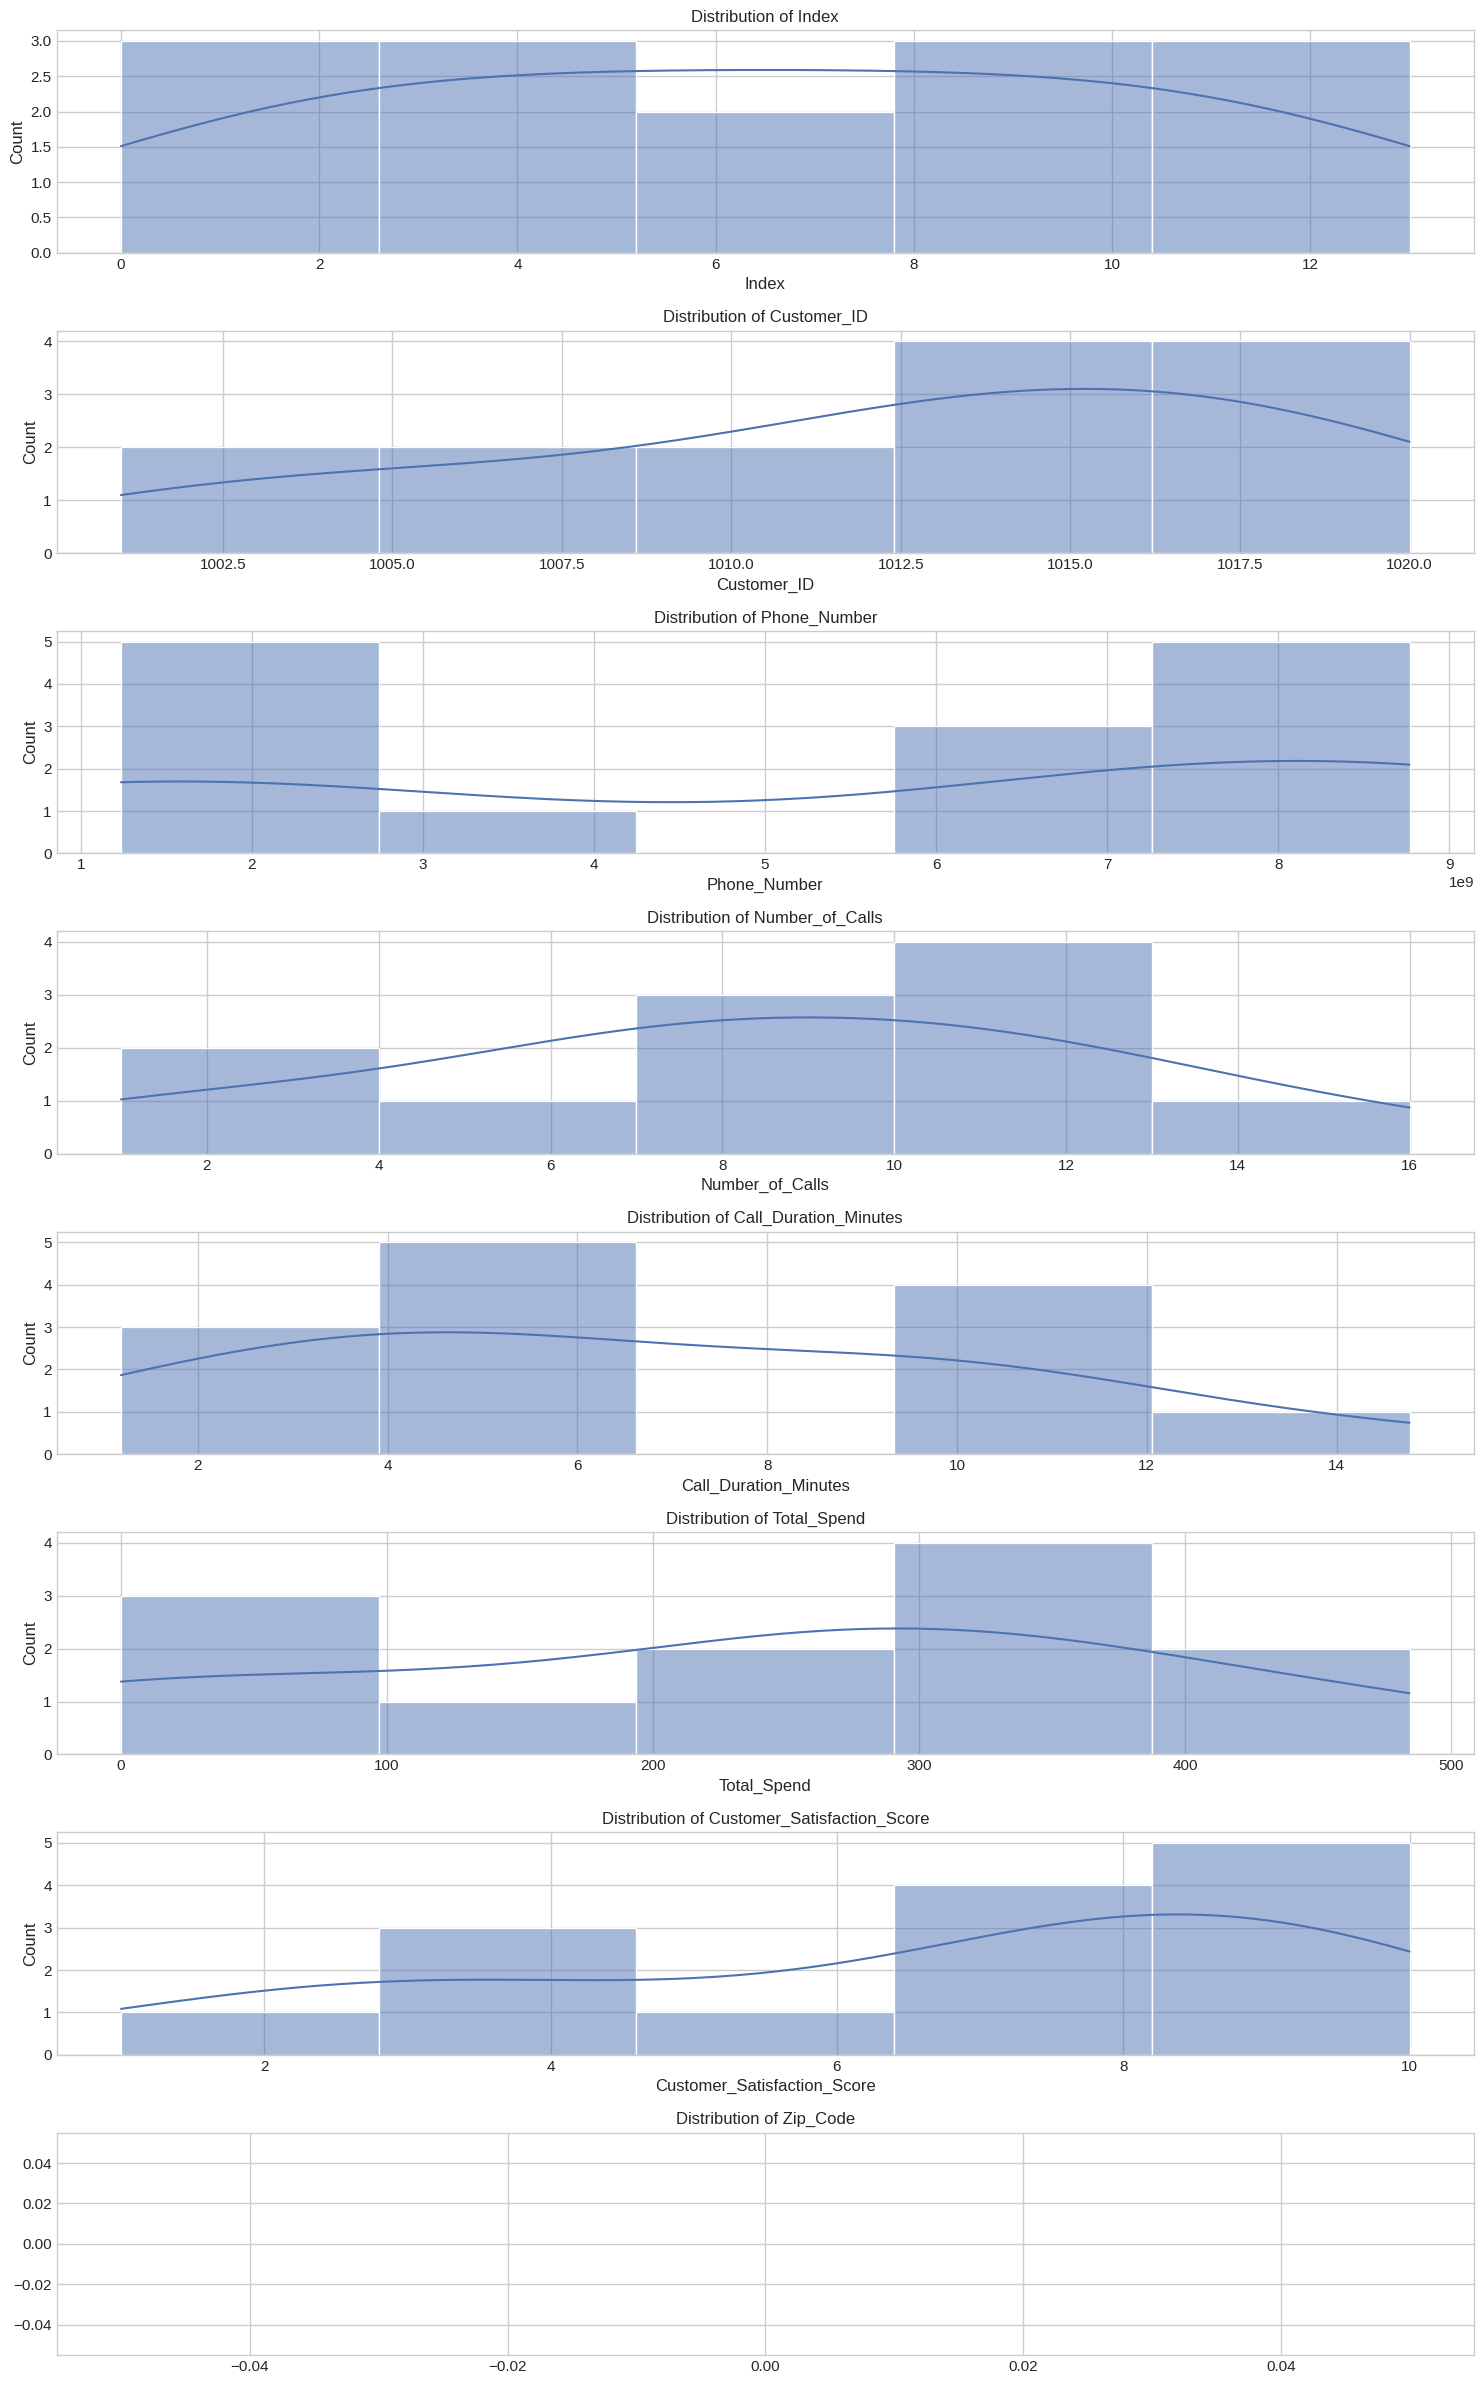 Distribution of Index
3.0
2.5
2.0
1.5
1.0
0.5
0.0
Count
0 2 4 6 8 10 12
Index
Distribution of Customer_ID
4
3
2
1
0
Count
1002.5 1005.0 1007.5 1010.0 1012.5 1015.0 1017.5 1020.0
Customer_ID
Distribution of Phone_Number
5
4
3
2
1
0
Count
1 2 3 4 5 6 7 8 9
1e9
Phone_Number
Distribution of Number_of_Calls
4
3
2
1
0
Count
2 4 6 8 10 12 14 16
Number_of_Calls
Distribution of Call_Duration_Minutes
5
4
3
2
1
0
Count
2 4 6 8 10 12 14
Call_Duration_Minutes
Distribution of Total_Spend
4
3
2
1
0
Count
0 100 200 300 400 500
Total_Spend
Distribution of Customer_Satisfaction_Score
5
4
3
2
1
0
Count
2 4 6 8 10
Customer_Satisfaction_Score
Distribution of Zip_Code
0.04
0.02
0.00
−0.02
−0.04
−0.04 −0.02 0.00 0.02 0.04